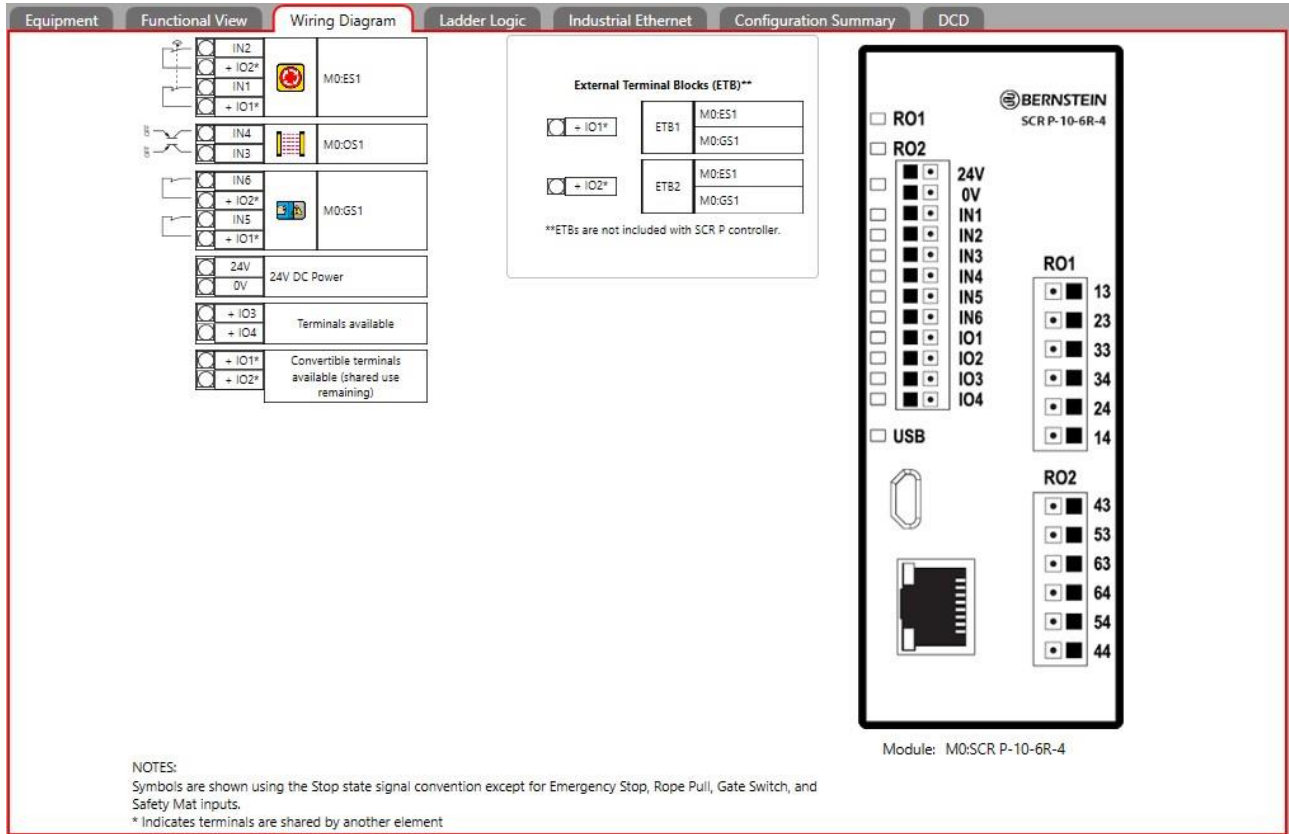 Equipment
Functional View
Wiring Diagram
Ladder Logic
Industrial Ethernet
Configuration Summary
DCD
IN2
+ IO2*
IN1
+ IO1*
M0:ES1
IN4
IN3
M0:OS1
IN6
+ IO2*
IN5
+ IO1*
M0:GS1
24V
0V
24V DC Power
+ IO3
+ IO4
Terminals available
+ IO1*
+ IO2*
Convertible terminals
available (shared use
remaining)
External Terminal Blocks (ETB)**
+ IO1*
ETB1
M0:ES1
M0:GS1
+ IO2*
ETB2
M0:ES1
M0:GS1
**ETBs are not included with SCR P controller.
BERNSTEIN
SCR P-10-6R-4
RO1
RO2
24V
0V
IN1
IN2
IN3
IN4
IN5
IN6
IO1
IO2
IO3
IO4
USB
RO1
13
23
33
34
24
14
RO2
43
53
63
64
54
44
Module: M0:SCR P-10-6R-4
NOTES:
Symbols are shown using the Stop state signal convention except for Emergency Stop, Rope Pull, Gate Switch, and
Safety Mat inputs.
* Indicates terminals are shared by another element